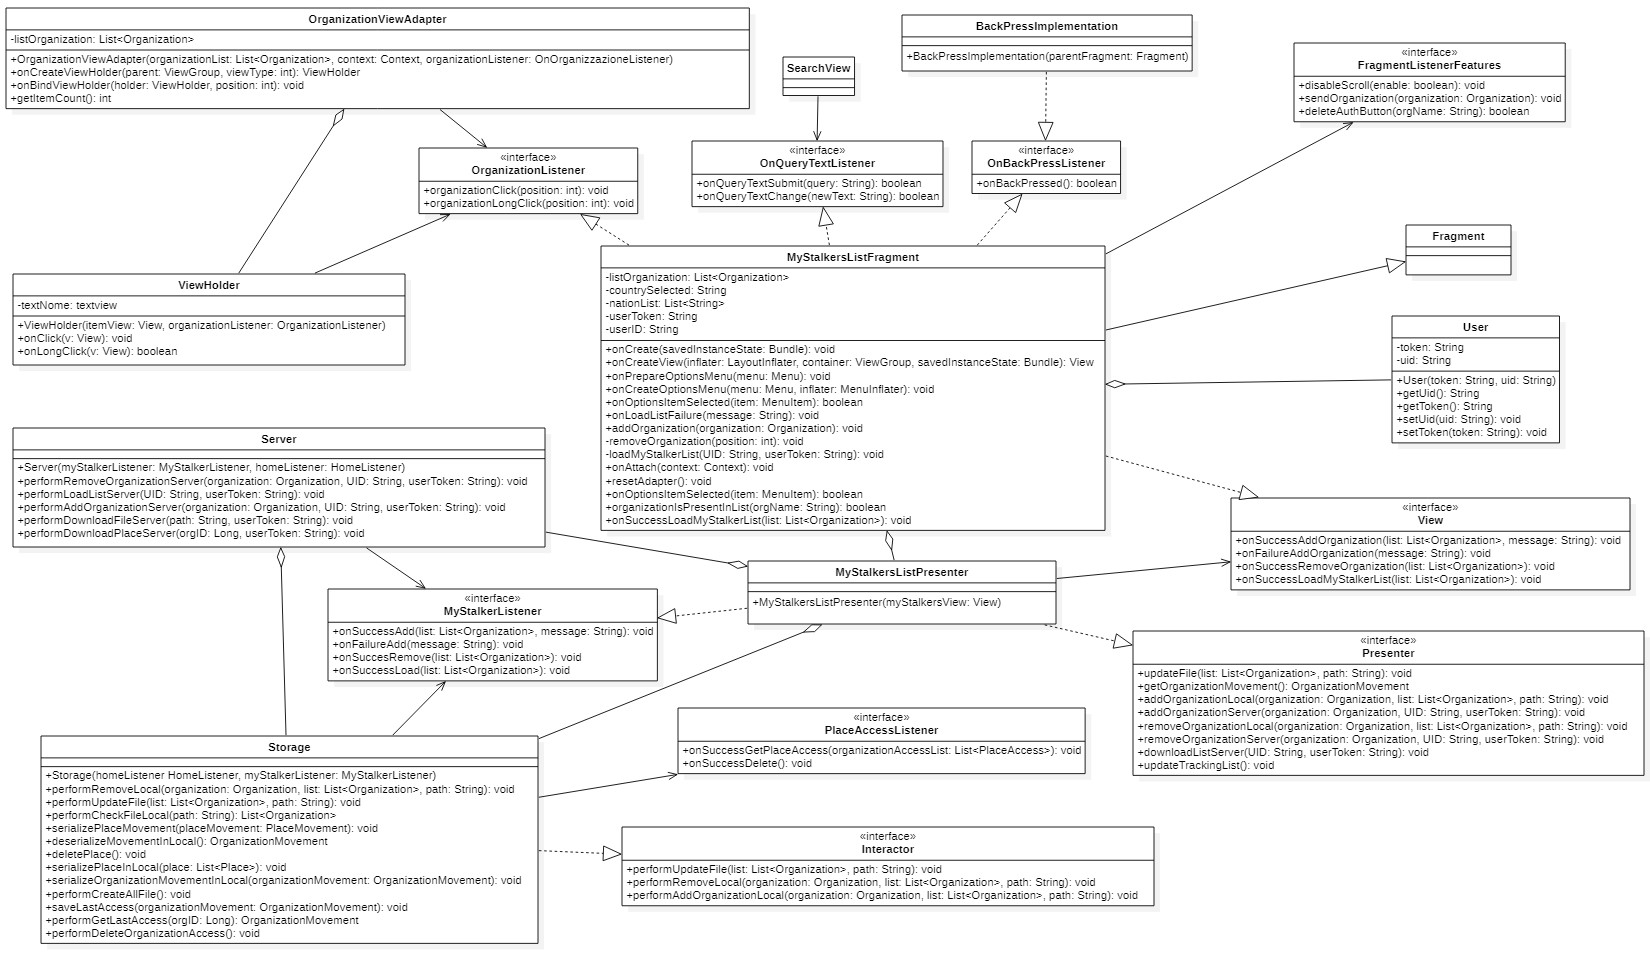 OrganizationViewAdapter
-listOrganization: List<Organization>
+OrganizationViewAdapter(organizationList: List<Organization>, context: Context, organizationListener: OnOrganizzazioneListener)
+onCreateViewHolder(parent: ViewGroup, viewType: int): ViewHolder
+onBindViewHolder(holder: ViewHolder, position: int): void
+getItemCount(): int
SearchView
BackPressImplementation
+BackPressImplementation(parentFragment: Fragment)
«interface»
FragmentListenerFeatures
+disableScroll(enable: boolean): void
+sendOrganization(organization: Organization): void
+deleteAuthButton(orgName: String): boolean
«interface»
OrganizationListener
+organizationClick(position: int): void
+organizationLongClick(position: int): void
«interface»
OnQueryTextListener
+onQueryTextSubmit(query: String): boolean
+onQueryTextChange(newText: String): boolean
«interface»
OnBackPressListener
+onBackPressed(): boolean
Fragment
ViewHolder
-textNome: textview
+ViewHolder(itemView: View, organizationListener: OrganizationListener)
+onClick(v: View): void
+onLongClick(v: View): boolean
MyStalkersListFragment
-listOrganization: List<Organization>
-countrySelected: String
-nationList: List<String>
-userToken: String
-userID: String
+onCreate(savedInstanceState: Bundle): void
+onCreateView(inflater: LayoutInflater, container: ViewGroup, savedInstanceState: Bundle): View
+onPrepareOptionsMenu(menu: Menu): void
+onCreateOptionsMenu(menu: Menu, inflater: MenuInflater): void
+onOptionsItemSelected(item: MenuItem): boolean
+onLoadListFailure(message: String): void
+addOrganization(organization: Organization): void
-removeOrganization(position: int): void
-loadMyStalkerList(UID: String, userToken: String): void
+onAttach(context: Context): void
+resetAdapter(): void
+onOptionsItemSelected(item: MenuItem): boolean
+organizationIsPresentInList(orgName: String): boolean
+onSuccessLoadMyStalkerList(list: List<Organization>): void
User
-token: String
-uid: String
+User(token: String, uid: String)
+getUid(): String
+getToken(): String
+setUid(uid: String): void
+setToken(token: String): void
Server
+Server(myStalkerListener: MyStalkerListener, homeListener: HomeListener)
+performRemoveOrganizationServer(organization: Organization, UID: String, userToken: String): void
+performLoadListServer(UID: String, userToken: String): void
+performAddOrganizationServer(organization: Organization, UID: String, userToken: String): void
+performDownloadFileServer(path: String, userToken: String): void
+performDownloadPlaceServer(orgID: Long, userToken: String): void
«interface»
View
+onSuccessAddOrganization(list: List<Organization>, message: String): void
+onFailureAddOrganization(message: String): void
+onSuccessRemoveOrganization(list: List<Organization>): void
+onSuccessLoadMyStalkerList(list: List<Organization>): void
MyStalkersListPresenter
+MyStalkersListPresenter(myStalkersView: View)
«interface»
MyStalkerListener
+onSuccessAdd(list: List<Organization>, message: String): void
+onFailureAdd(message: String): void
+onSuccesRemove(list: List<Organization>): void
+onSuccessLoad(list: List<Organization>): void
«interface»
Presenter
+updateFile(list: List<Organization>, path: String): void
+getOrganizationMovement(): OrganizationMovement
+addOrganizationLocal(organization: Organization, list: List<Organization>, path: String): void
+addOrganizationServer(organization: Organization, UID: String, userToken: String): void
+removeOrganizationLocal(organization: Organization, list: List<Organization>, path: String): void
+removeOrganizationServer(organization: Organization, UID: String, userToken: String): void
+downloadListServer(UID: String, userToken: String): void
+updateTrackingList(): void
«interface»
PlaceAccessListener
+onSuccessGetPlaceAccess(organizationAccessList: List<PlaceAccess>): void
+onSuccessDelete(): void
Storage
+Storage(homeListener HomeListener, myStalkerListener: MyStalkerListener)
+performRemoveLocal(organization: Organization, list: List<Organization>, path: String): void
+performUpdateFile(list: List<Organization>, path: String): void
+performCheckFileLocal(path: String): List<Organization>
+serializePlaceMovement(placeMovement: PlaceMovement): void
+deserializeMovementInLocal(): OrganizationMovement
+deletePlace(): void
+serializePlaceInLocal(place: List<Place>): void
+serializeOrganizationMovementInLocal(organizationMovement: OrganizationMovement): void
+performCreateAllFile(): void
+saveLastAccess(organizationMovement: OrganizationMovement): void
+performGetLastAccess(orgID: Long): OrganizationMovement
+performDeleteOrganizationAccess(): void
«interface»
Interactor
+performUpdateFile(list: List<Organization>, path: String): void
+performRemoveLocal(organization: Organization, list: List<Organization>, path: String): void
+performAddOrganizationLocal(organization: Organization, list: List<Organization>, path: String): void